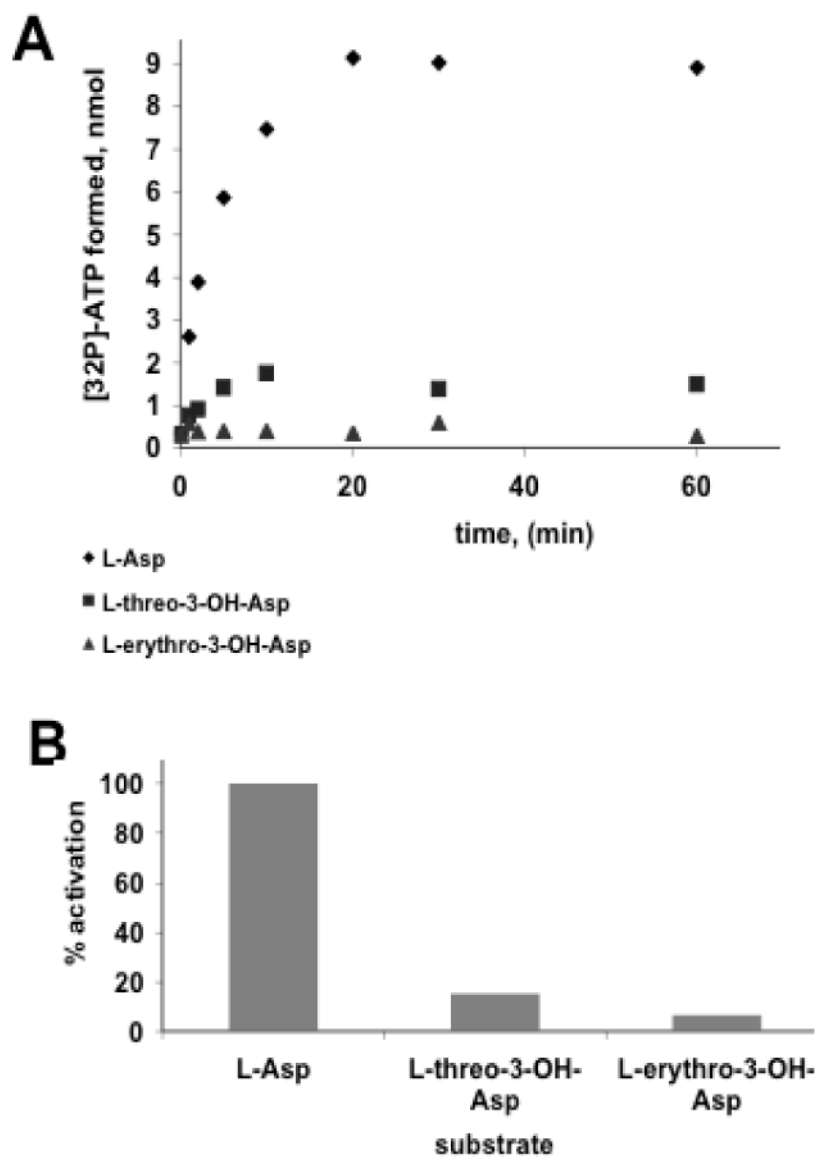 A
[32P]-ATP formed, nmol
9
8
7
6
5
4
3
2
1
0
0 20 40 60
time, (min)
L-Asp
L-threo-3-OH-Asp
L-erythro-3-OH-Asp
B
% activation
100
80
60
40
20
0
L-Asp L-threo-3-OH- L-erythro-3-OH-
Asp Asp
substrate